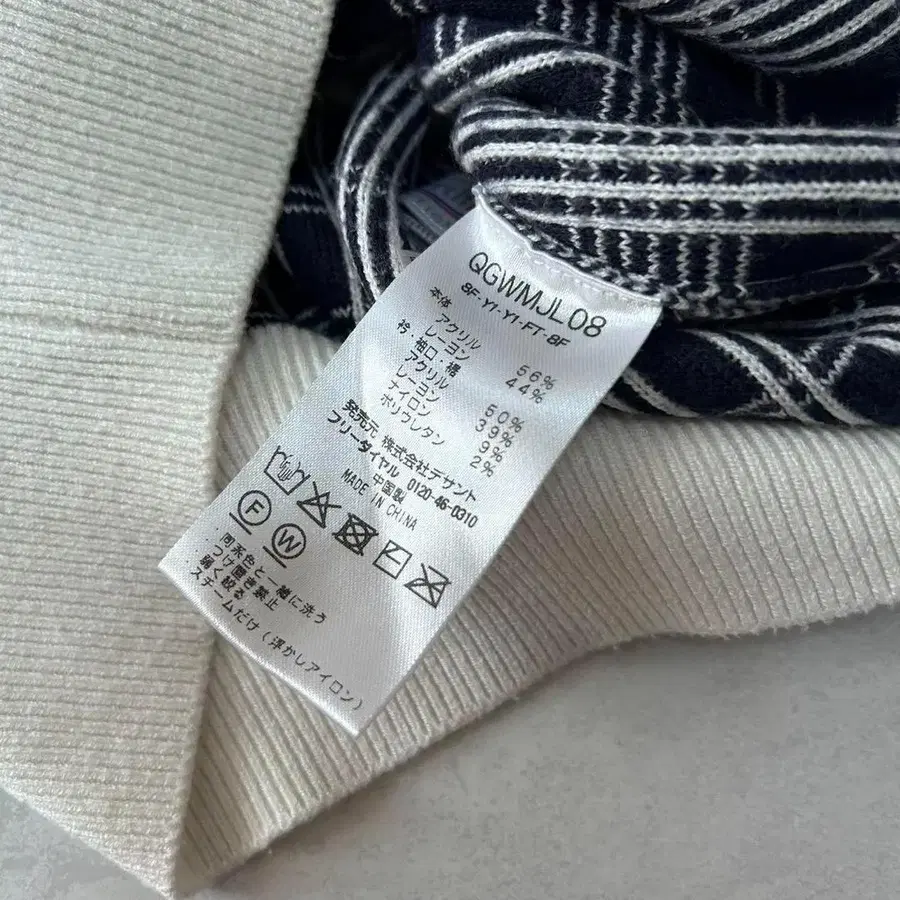 QGWMJL08
8F-Y1-Y1-FT-8F
本体
アクリル 56%
レーヨン 44%
衿・袖口・裾
アクリル 50%
レーヨン 39%
ナイロン 9%
ポリウレタン 2%
発売元 株式会社デサント
フリーダイヤル 0120-46-0310
中国製
MADE IN CHINA
F
W
同系色と一緒に洗う
つけ置き禁止
弱く絞る
スチームだけ(浮かしアイロン)